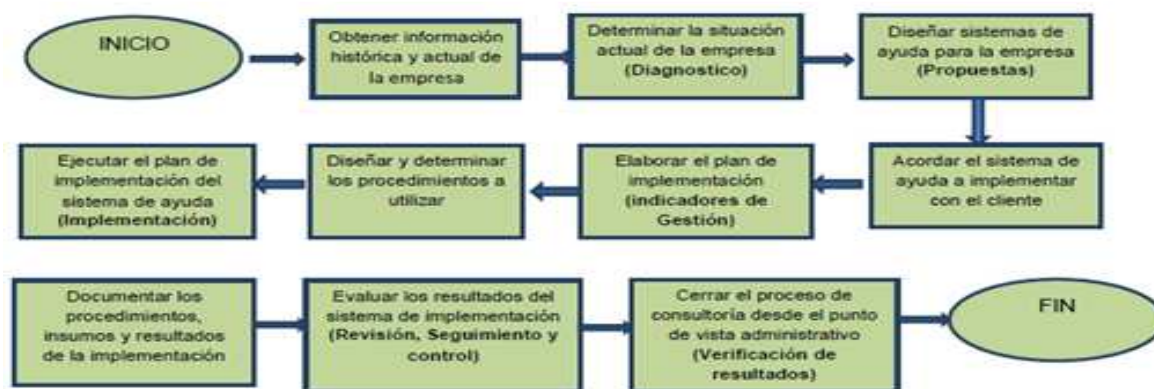 INICIO
Obtener información
histórica y actual de
la empresa
Determinar la situación
actual de la empresa
(Diagnostico)
Diseñar sistemas de
ayuda para la empresa
(Propuestas)
Acordar el sistema de
ayuda a implementar
con el cliente
Elaborar el plan de
implementación
(indicadores de
Gestión)
Diseñar y determinar
los procedimientos a
utilizar
Ejecutar el plan de
implementación del
sistema de ayuda
(Implementación)
Documentar los
procedimientos,
insumos y resultados
de la implementación
Evaluar los resultados del
sistema de implementación
(Revisión, Seguimiento y
control)
Cerrar el proceso de
consultoría desde el punto
de vista administrativo
(Verificación de
resultados)
FIN